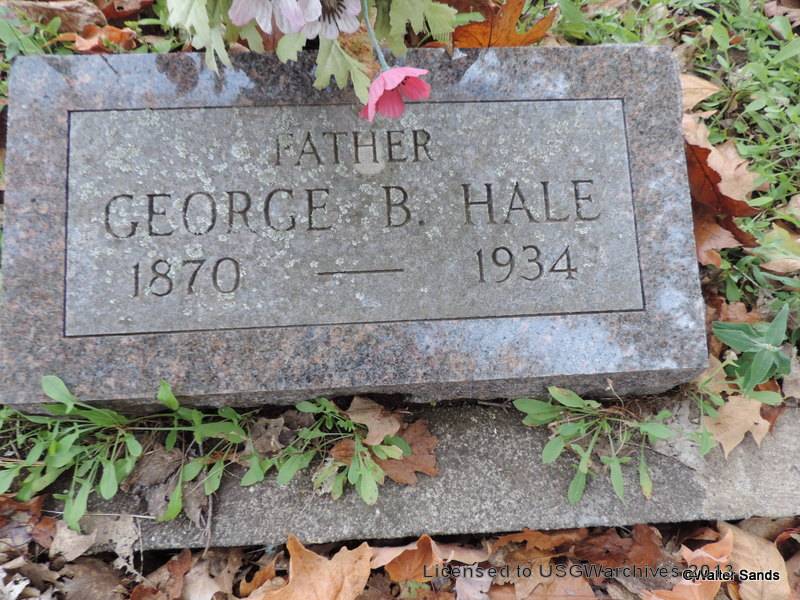 FATHER
GEORGE B. HALE
1870 — 1934
Licensed to USGWarchives 2013
©Walter Sands